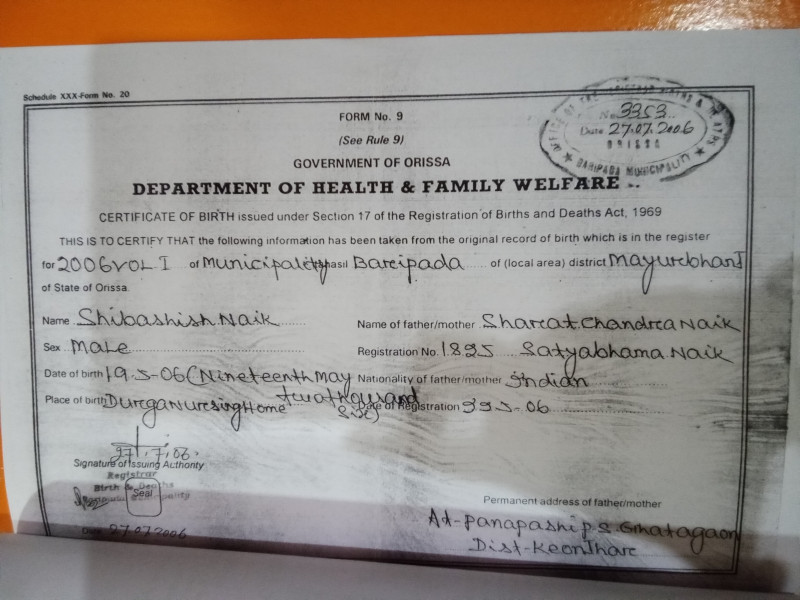 Schedule XXX-Form No. 20
FORM No. 9
(See Rule 9)
GOVERNMENT OF ORISSA
DEPARTMENT OF HEALTH & FAMILY WELFARE
No 3353
Date 27.07.2006
ORISSA
BARIPADA MUNICIPALITY
CERTIFICATE OF BIRTH issued under Section 17 of the Registration of Births and Deaths Act, 1969
THIS IS TO CERTIFY THAT the following information has been taken from the original record of birth which is in the register
for 2006 VOL I of Municipality Baripada of (local area) district Mayurbhanj
of State of Orissa
Name Shibashish Naik Name of father/mother Sharat Chandra Naik
Sex Male Registration No. 1895 Satyabhama Naik
Date of birth 19-5-06 (Nineteenth May Nationality of father/mother Indian
Place of birth Durga Nursing Home two thousand Six) Date of Registration
27.7.06
Signature of Issuing Authority
Registrar
Birth & Deaths
Seal
Date 27.07.2006
Permanent address of father/mother
At-Panapasi P.S. Ghatagaon
Dist-Keonjhar